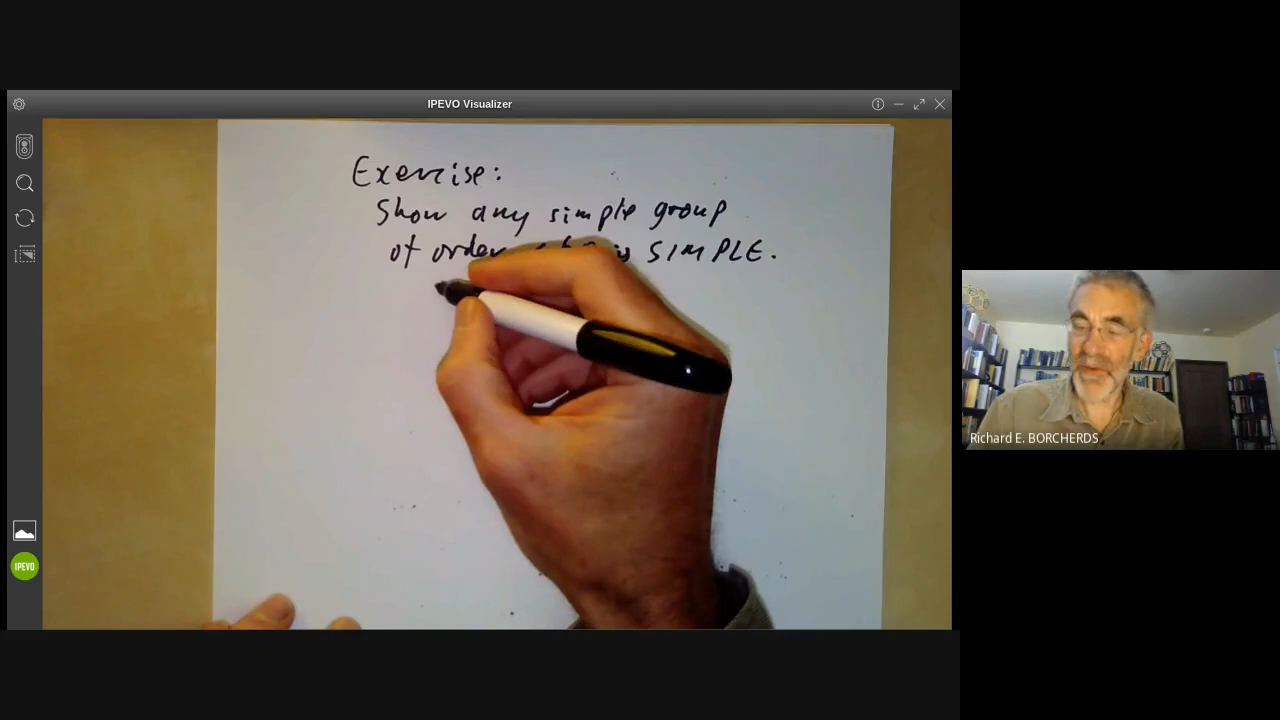 IPEVO Visualizer
Exercise:
Show any simple group
of order SIMPLE.
IPEVO
Richard E. BORCHERDS